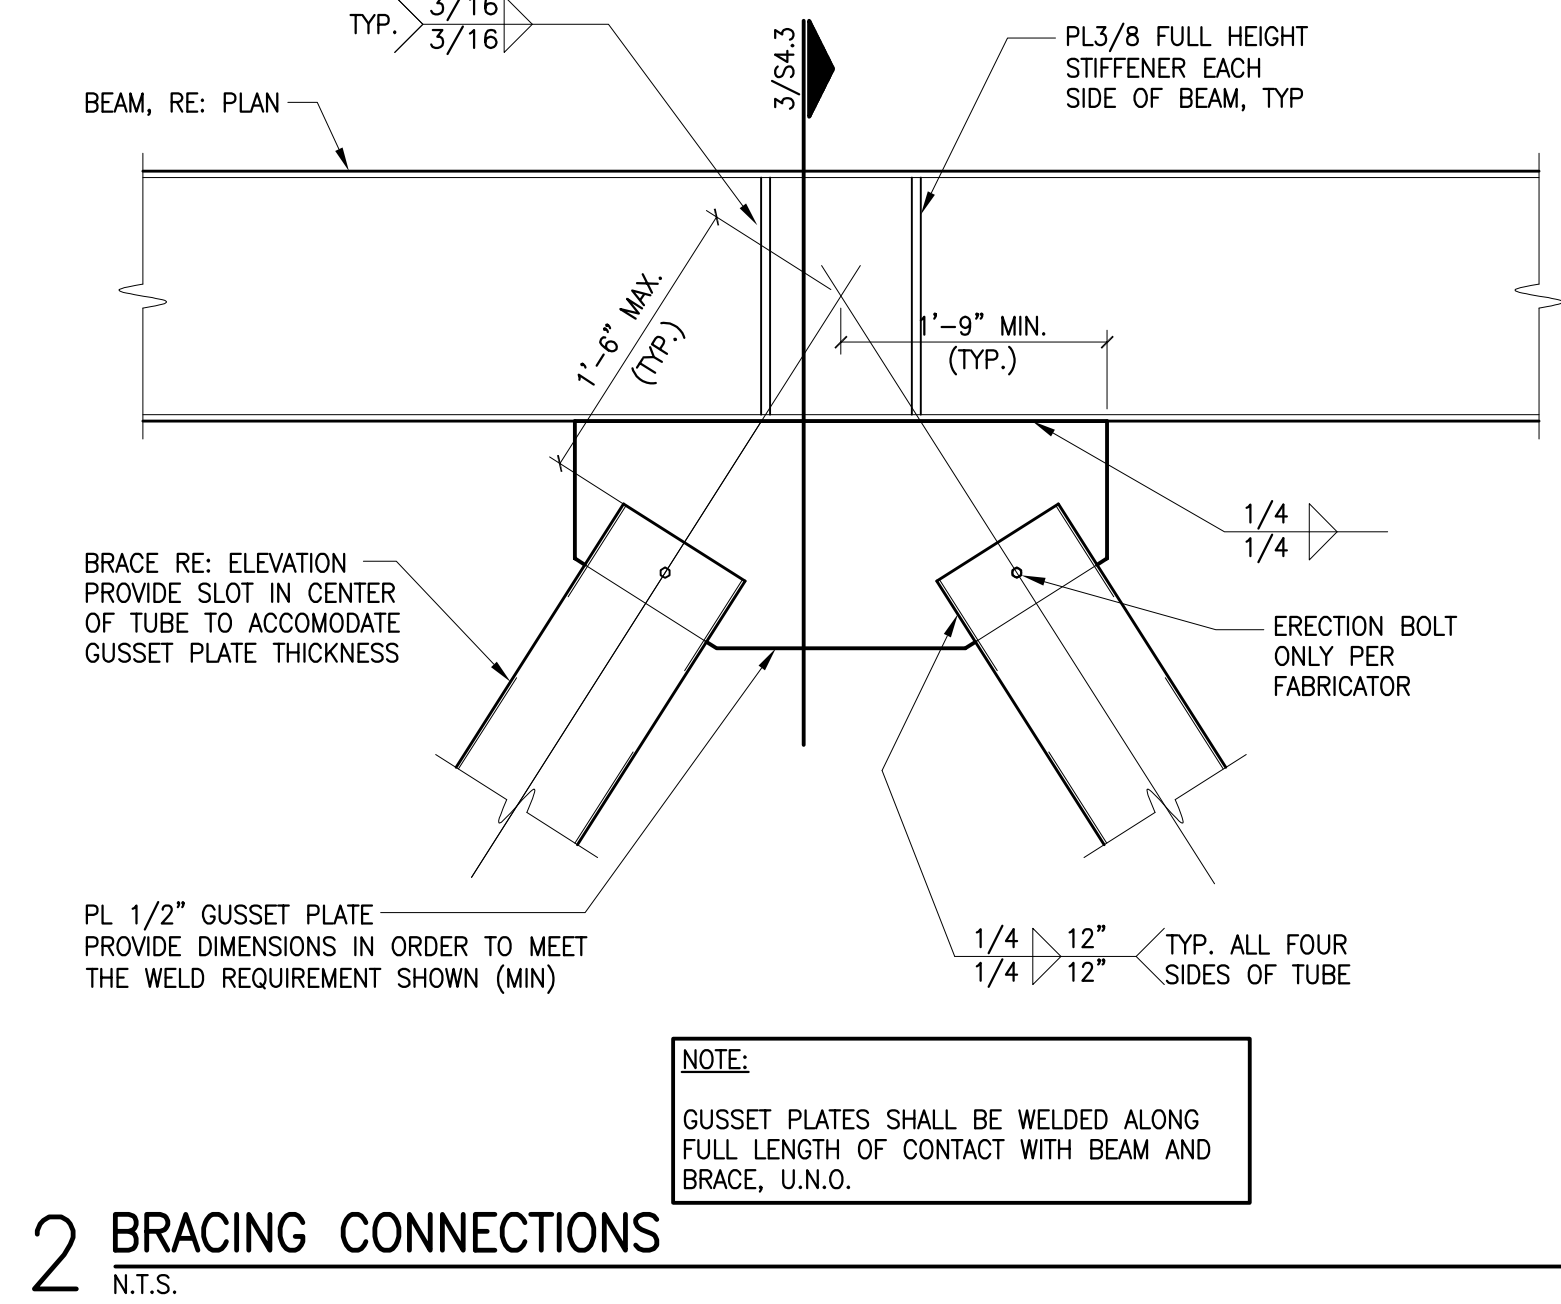 TYP.
3/16
3/16
3/S4.3
PL3/8 FULL HEIGHT
STIFFENER EACH
SIDE OF BEAM, TYP
BEAM, RE: PLAN
1'-6" MAX.
(TYP.)
1'-9" MIN.
(TYP.)
1/4
1/4
BRACE RE: ELEVATION
PROVIDE SLOT IN CENTER
OF TUBE TO ACCOMODATE
GUSSET PLATE THICKNESS
ERECTION BOLT
ONLY PER
FABRICATOR
PL 1/2" GUSSET PLATE
PROVIDE DIMENSIONS IN ORDER TO MEET
THE WELD REQUIREMENT SHOWN (MIN)
1/4 12"
1/4 12"
TYP. ALL FOUR
SIDES OF TUBE
NOTE:
GUSSET PLATES SHALL BE WELDED ALONG
FULL LENGTH OF CONTACT WITH BEAM AND
BRACE, U.N.O.
2 BRACING CONNECTIONS
N.T.S.